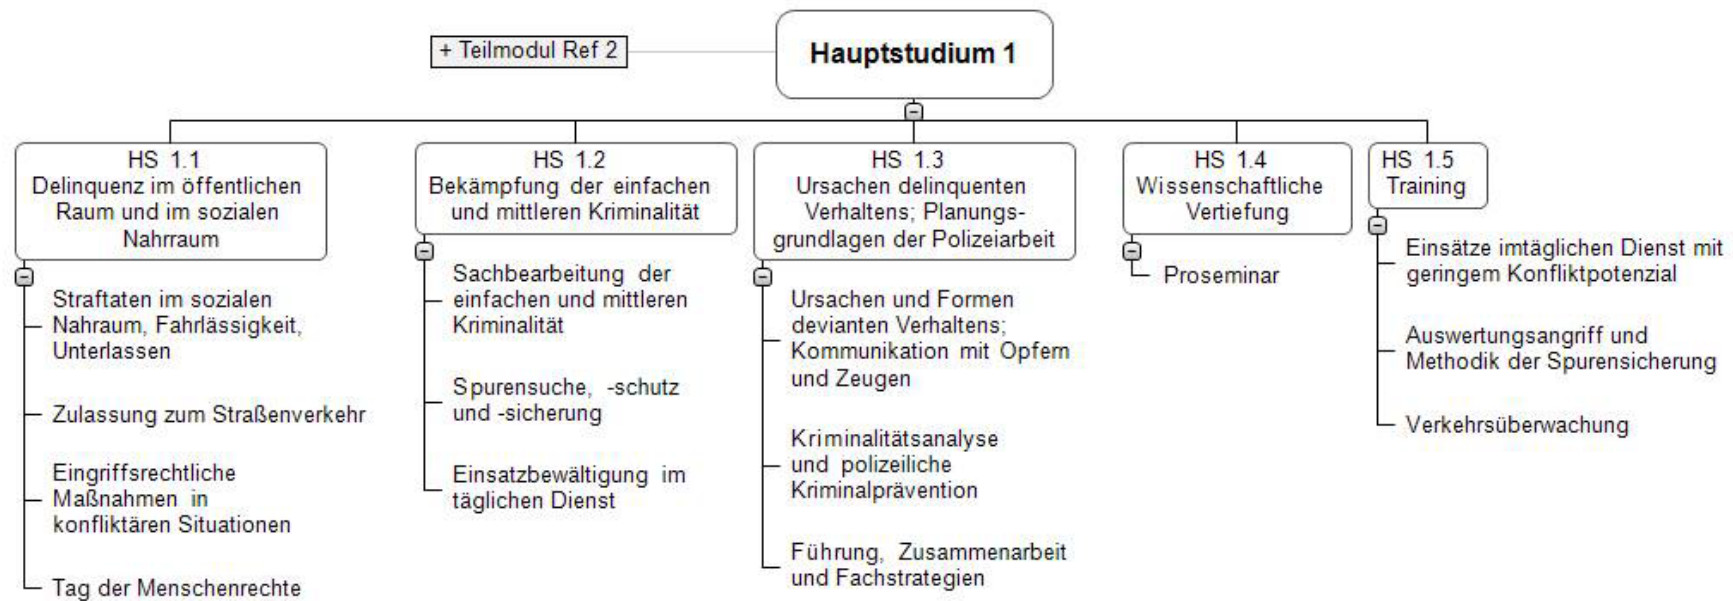 + Teilmodul Ref 2
Hauptstudium 1
HS 1.1
Delinquenz im öffentlichen
Raum und im sozialen
Nahrraum
Straftaten im sozialen
Nahraum, Fahrlässigkeit,
Unterlassen
Zulassung zum Straßenverkehr
Eingriffsrechtliche
Maßnahmen in
konfliktären Situationen
Tag der Menschenrechte
HS 1.2
Bekämpfung der einfachen
und mittleren Kriminalität
Sachbearbeitung der
einfachen und mittleren
Kriminalität
Spurensuche, -schutz
und -sicherung
Einsatzbewältigung im
täglichen Dienst
HS 1.3
Ursachen delinquenten
Verhaltens; Planungs-
grundlagen der Polizeiarbeit
Ursachen und Formen
devianten Verhaltens;
Kommunikation mit Opfern
und Zeugen
Kriminalitätsanalyse
und polizeiliche
Kriminalprävention
Führung, Zusammenarbeit
und Fachstrategien
HS 1.4
Wissenschaftliche
Vertiefung
Proseminar
HS 1.5
Training
Einsätze imtäglichen Dienst mit
geringem Konfliktpotenzial
Auswertungsangriff und
Methodik der Spurensicherung
Verkehrsüberwachung